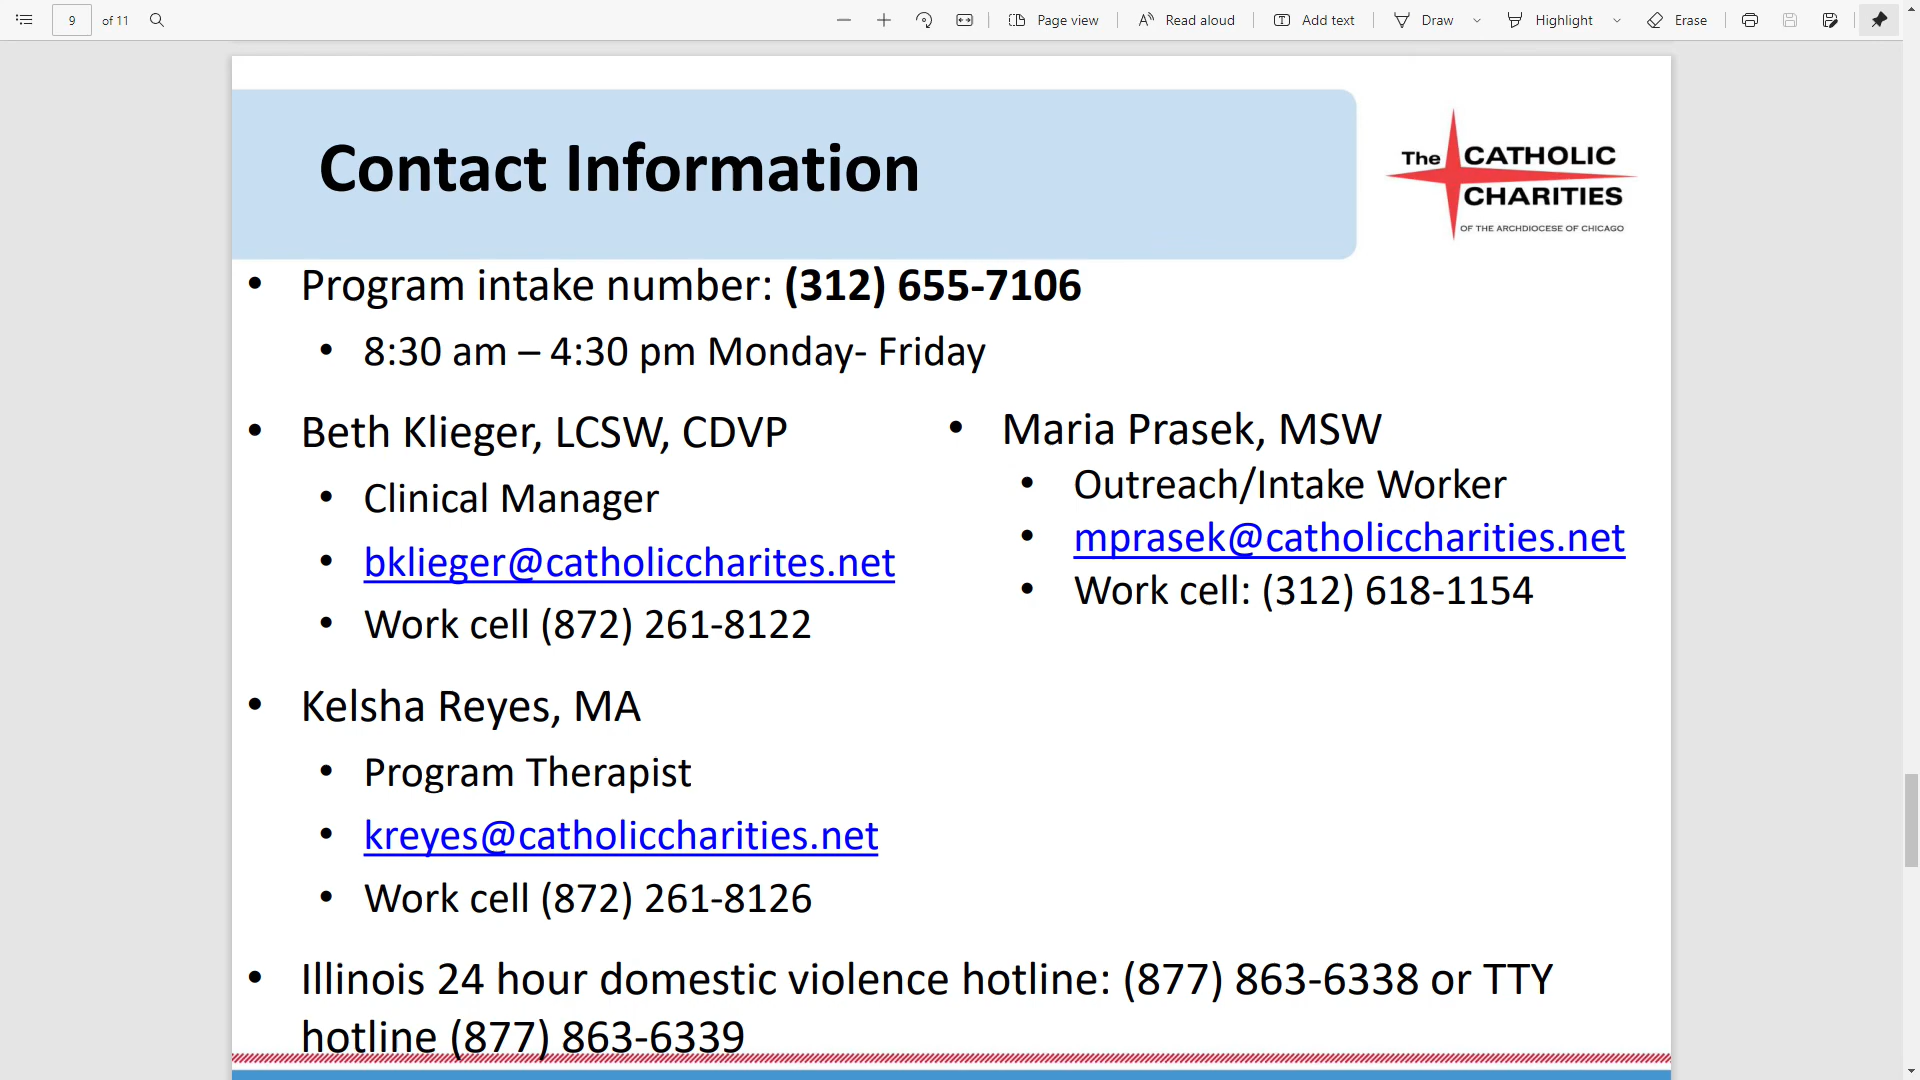 9 of 11 Page view Read aloud Add text Draw Highlight Erase
Contact Information
The CATHOLIC
CHARITIES
OF THE ARCHDIOCESE OF CHICAGO
• Program intake number: (312) 655-7106
• 8:30 am – 4:30 pm Monday- Friday
• Beth Klieger, LCSW, CDVP
• Clinical Manager
• bklieger@catholiccharites.net
• Work cell (872) 261-8122
• Maria Prasek, MSW
• Outreach/Intake Worker
• mprasek@catholiccharities.net
• Work cell: (312) 618-1154
• Kelsha Reyes, MA
• Program Therapist
• kreyes@catholiccharities.net
• Work cell (872) 261-8126
• Illinois 24 hour domestic violence hotline: (877) 863-6338 or TTY
hotline (877) 863-6339